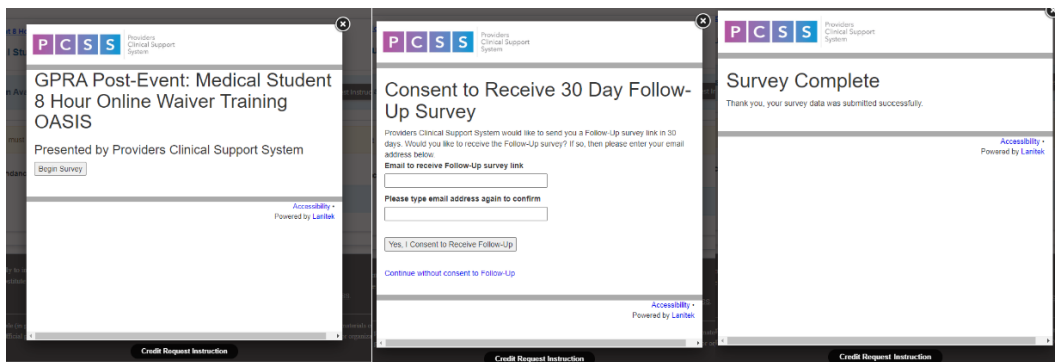 PCSS Providers
Clinical Support
System
GPRA Post-Event: Medical Student
8 Hour Online Waiver Training
OASIS
Presented by Providers Clinical Support System
Begin Survey
Accessibility •
Powered by Lanitek
Credit Request Instruction
PCSS Providers
Clinical Support
System
Consent to Receive 30 Day Follow-
Up Survey
Providers Clinical Support System would like to send you a Follow-Up survey link in 30
days. Would you like to receive the Follow-Up survey? If so, then please enter your email
address below.
Email to receive Follow-Up survey link
Please type email address again to confirm
Yes, I Consent to Receive Follow-Up
Continue without consent to Follow-Up
Accessibility •
Powered by Lanitek
Credit Request Instruction
PCSS Providers
Clinical Support
System
Survey Complete
Thank you, your survey data was submitted successfully.
Accessibility •
Powered by Lanitek
Credit Request Instruction